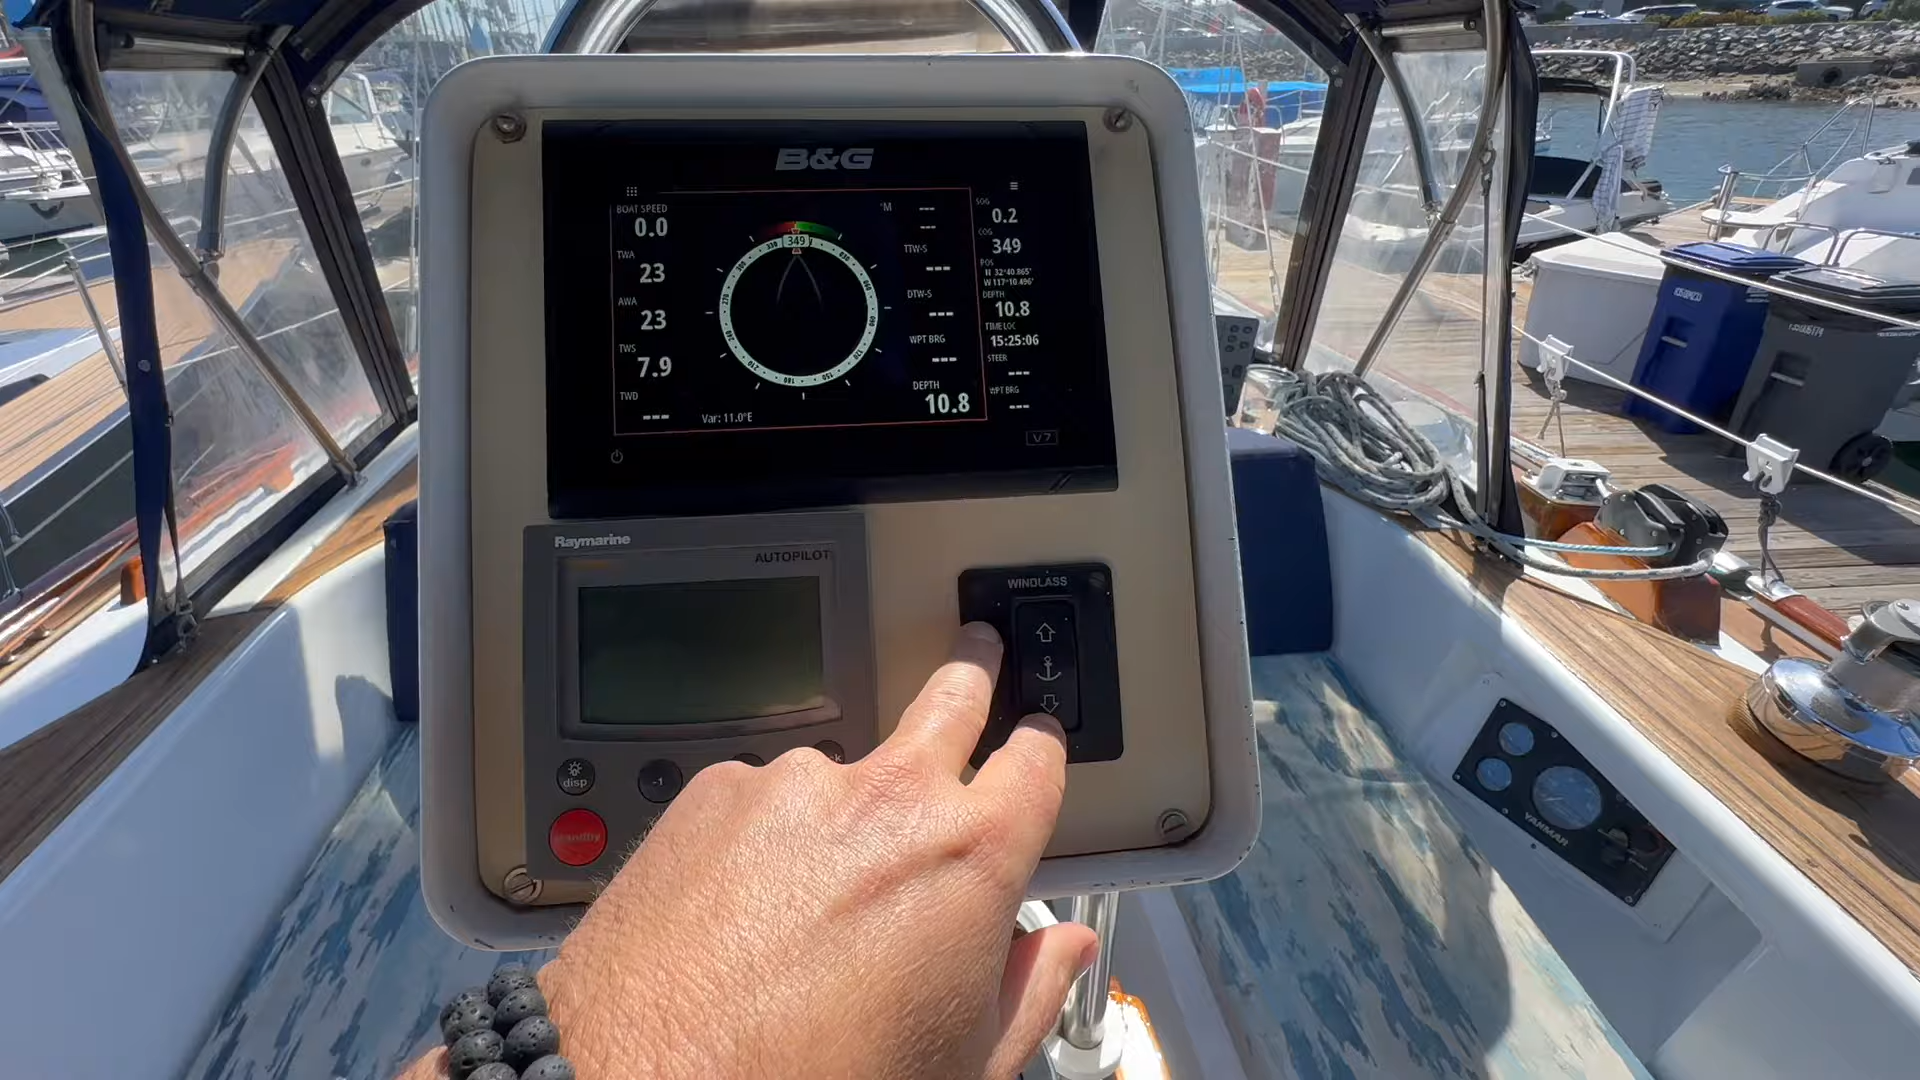 B&G
BOAT SPEED
0.0
TWA
23
AWA
23
TWS
7.9
TWD
---
349
°M
---
---
TTW-S
---
DTW-S
---
WPT BRG
---
DEPTH
10.8
Var: 11.0°E
SOG
0.2
COG
349
POS
N 32°40.865'
W 117°10.496'
DEPTH
10.8
TIME LOC
15:25:06
STEER
---
WPT BRG
---
V7
Raymarine
AUTOPILOT
disp
-1
standby
WINDLASS
YANMAR